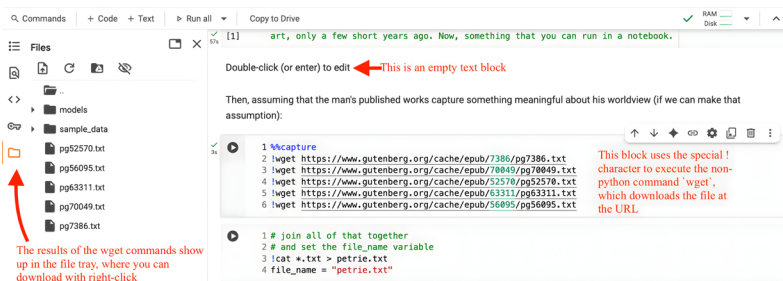 Commands + Code + Text Run all Copy to Drive RAM Disk
Files
..
models
sample_data
pg52570.txt
pg56095.txt
pg63311.txt
pg70049.txt
pg7386.txt
The results of the wget commands show
up in the file tray, where you can
download with right-click
57s [1] art, only a few short years ago. Now, something that you can run in a notebook.
Double-click (or enter) to edit This is an empty text block
Then, assuming that the man's published works capture something meaningful about his worldview (if we can make that
assumption):
3s
1 %%capture
2 !wget https://www.gutenberg.org/cache/epub/7386/pg7386.txt
3 !wget https://www.gutenberg.org/cache/epub/70049/pg70049.txt
4 !wget https://www.gutenberg.org/cache/epub/52570/pg52570.txt
5 !wget https://www.gutenberg.org/cache/epub/63311/pg63311.txt
6 !wget https://www.gutenberg.org/cache/epub/56095/pg56095.txt
This block uses the special !
character to execute the non-
python command `wget`,
which downloads the file at
the URL
1 # join all of that together
2 # and set the file_name variable
3 !cat *.txt > petrie.txt
4 file_name = "petrie.txt"